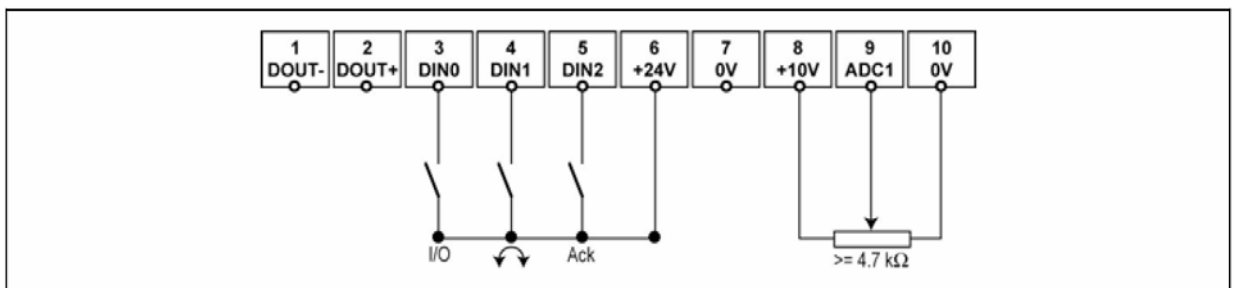 1 2 3 4 5 6 7 8 9 10
DOUT- DOUT+ DIN0 DIN1 DIN2 +24V 0V +10V ADC1 0V
I/O Ack >= 4.7 kΩ